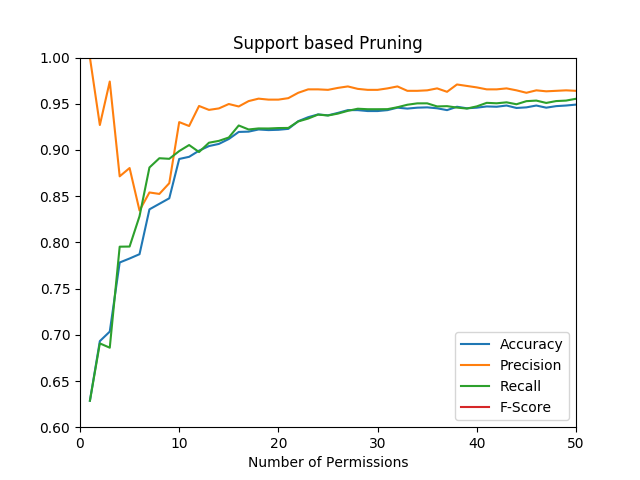 Support based Pruning
1.00
0.95
0.90
0.85
0.80
0.75
0.70
0.65
0.60
0
10
20
30
40
50
Number of Permissions
Accuracy
Precision
Recall
F-Score